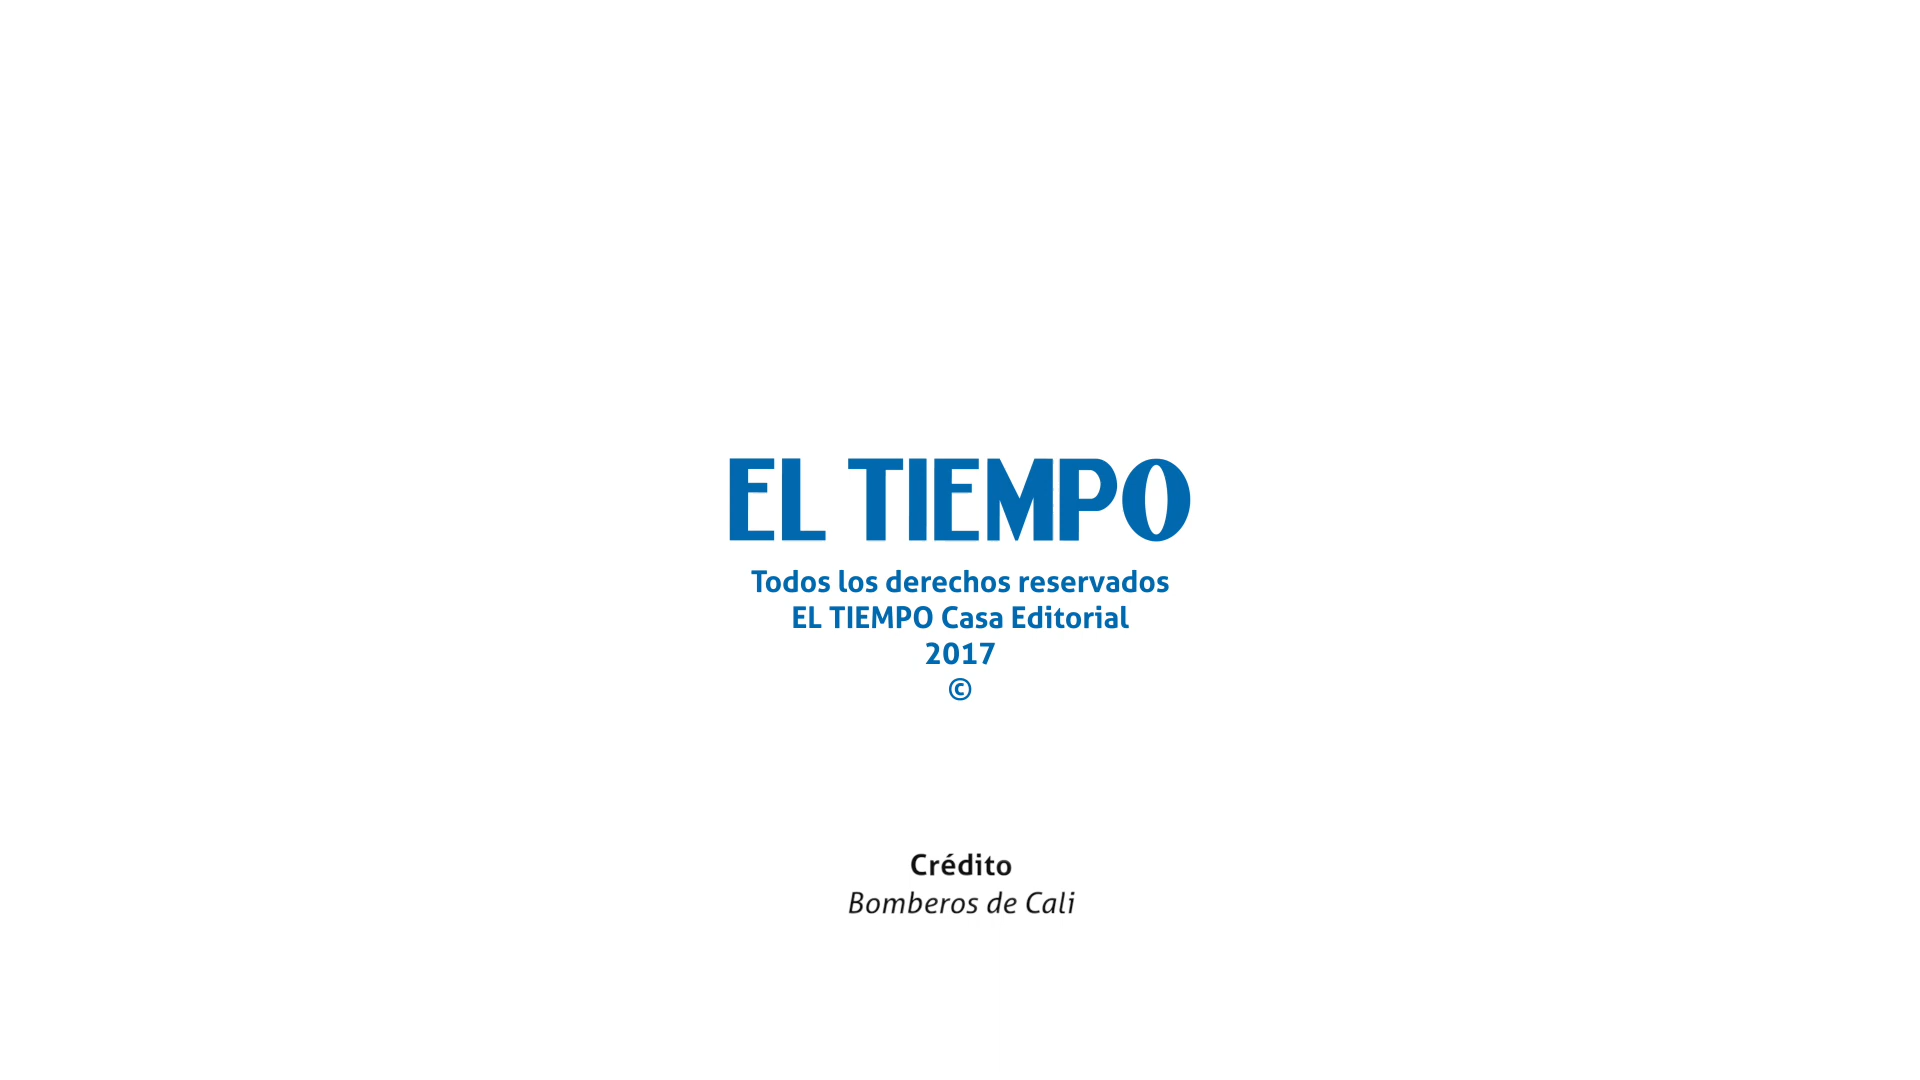 EL TIEMPO
Todos los derechos reservados
EL TIEMPO Casa Editorial
2017
©
Crédito
Bomberos de Cali